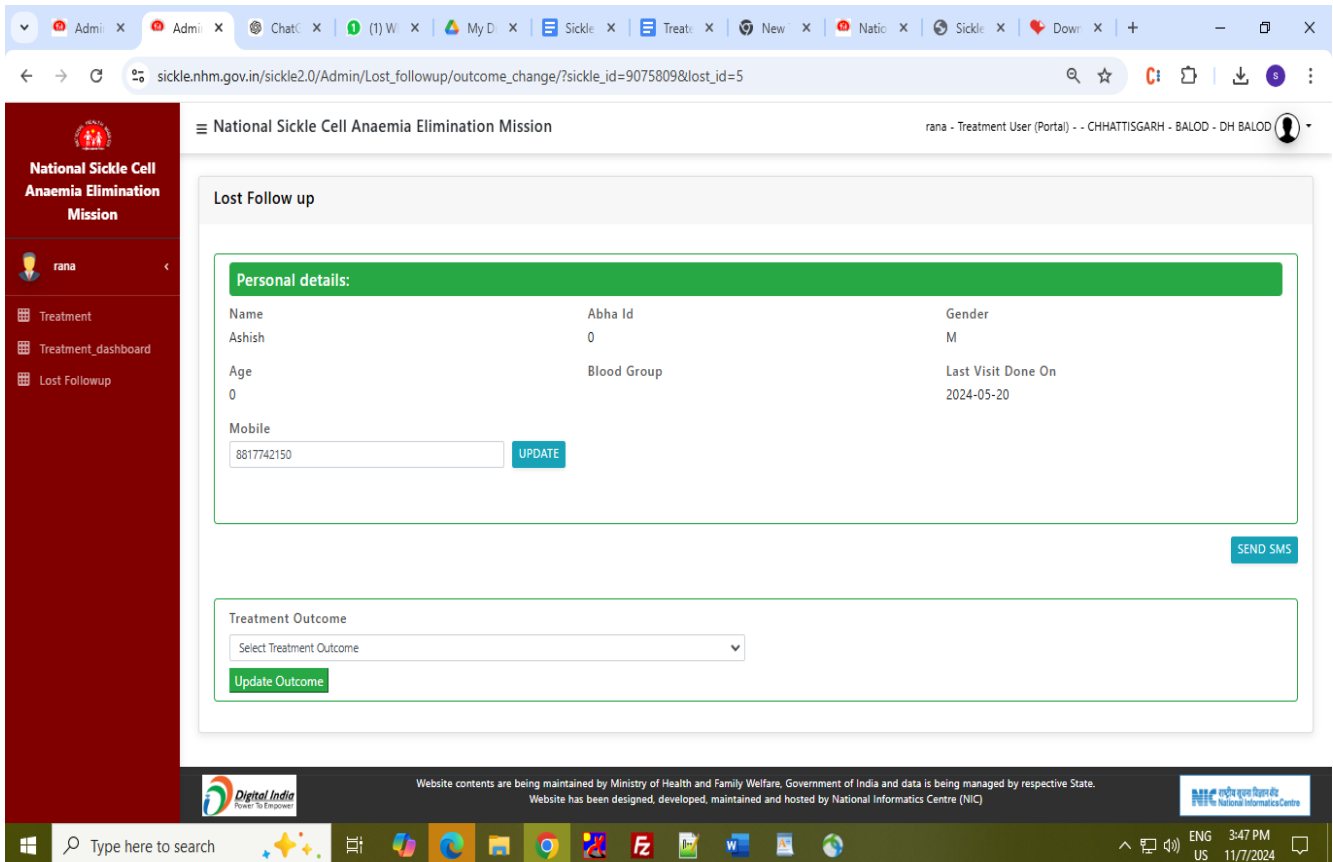 Admi
Admi
ChatG
(1) W
My D
Sickle
Treate
New
Natio
Sickle
Down
sickle.nhm.gov.in/sickle2.0/Admin/Lost_followup/outcome_change/?sickle_id=9075809&lost_id=5
National Sickle Cell Anaemia Elimination Mission
rana - Treatment User (Portal) - - CHHATTISGARH - BALOD - DH BALOD
National Sickle Cell
Anaemia Elimination
Mission
rana
Treatment
Treatment_dashboard
Lost Followup
Lost Follow up
Personal details:
Name Abha Id Gender
Ashish 0 M
Age Blood Group Last Visit Done On
0 2024-05-20
Mobile
8817742150 UPDATE
SEND SMS
Treatment Outcome
Select Treatment Outcome
Update Outcome
Digital India
Power To Empower
Website contents are being maintained by Ministry of Health and Family Welfare, Government of India and data is being managed by respective State.
Website has been designed, developed, maintained and hosted by National Informatics Centre (NIC)
NIC राष्ट्रीय सूचना विज्ञान केंद्र
National Informatics Centre
Type here to search
ENG 3:47 PM
US 11/7/2024